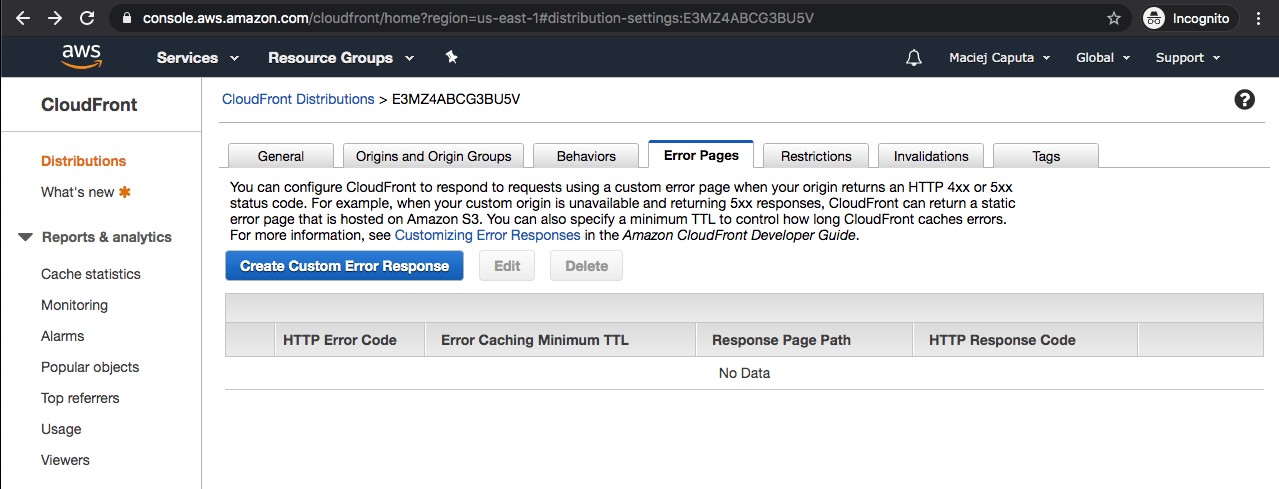 console.aws.amazon.com/cloudfront/home?region=us-east-1#distribution-settings:E3MZ4ABCG3BU5V
Incognito
aws
Services
Resource Groups
Maciej Caputa
Global
Support
CloudFront
CloudFront Distributions > E3MZ4ABCG3BU5V
?
Distributions
What's new
Reports & analytics
Cache statistics
Monitoring
Alarms
Popular objects
Top referrers
Usage
Viewers
General
Origins and Origin Groups
Behaviors
Error Pages
Restrictions
Invalidations
Tags
You can configure CloudFront to respond to requests using a custom error page when your origin returns an HTTP 4xx or 5xx
status code. For example, when your custom origin is unavailable and returning 5xx responses, CloudFront can return a static
error page that is hosted on Amazon S3. You can also specify a minimum TTL to control how long CloudFront caches errors.
For more information, see Customizing Error Responses in the Amazon CloudFront Developer Guide.
Create Custom Error Response
Edit
Delete
HTTP Error Code
Error Caching Minimum TTL
Response Page Path
HTTP Response Code
No Data